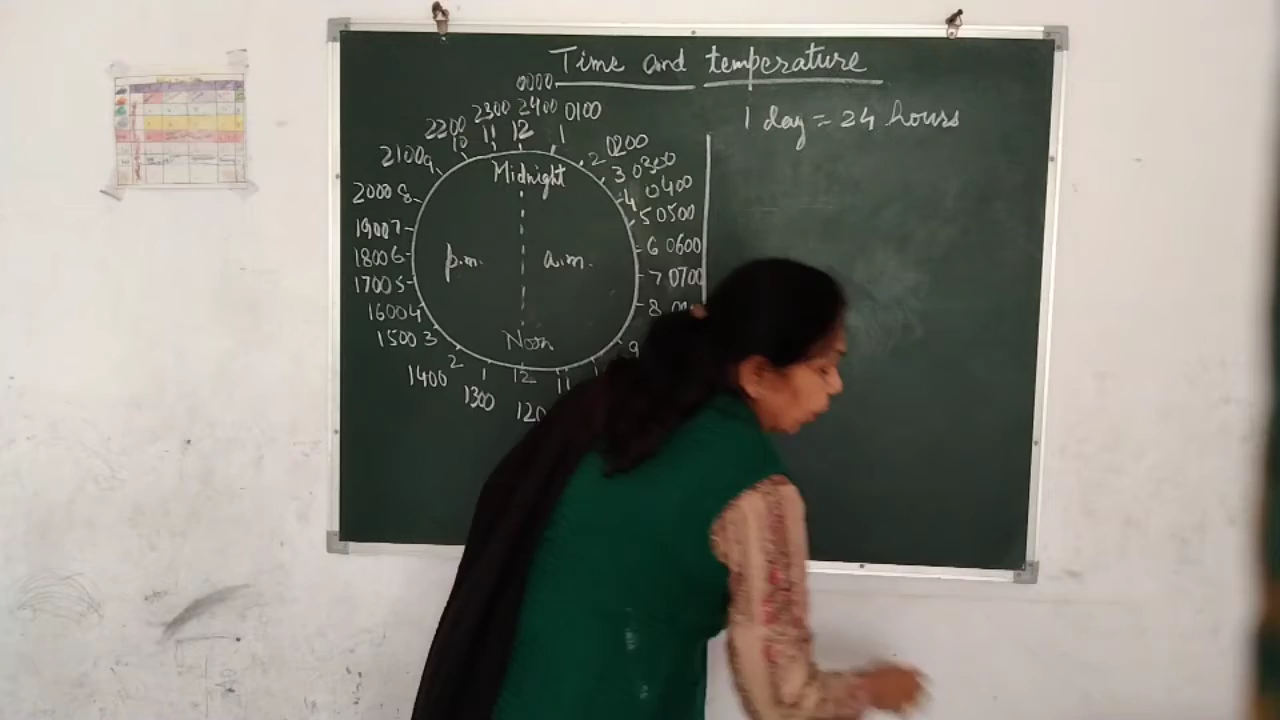 Time and temperature
1 day = 24 hours
0000
2300 2400 0100
2200 10 11 12 1
2100 9
2 0200
3 0300
2000 8
4 0400
Midnight
5 0500
1900 7
6 0600
1800 6
p.m. a.m.
7 0700
1700 5
8
1600 4
1500 3
Noon
9
1400 2
1 12 11
1300